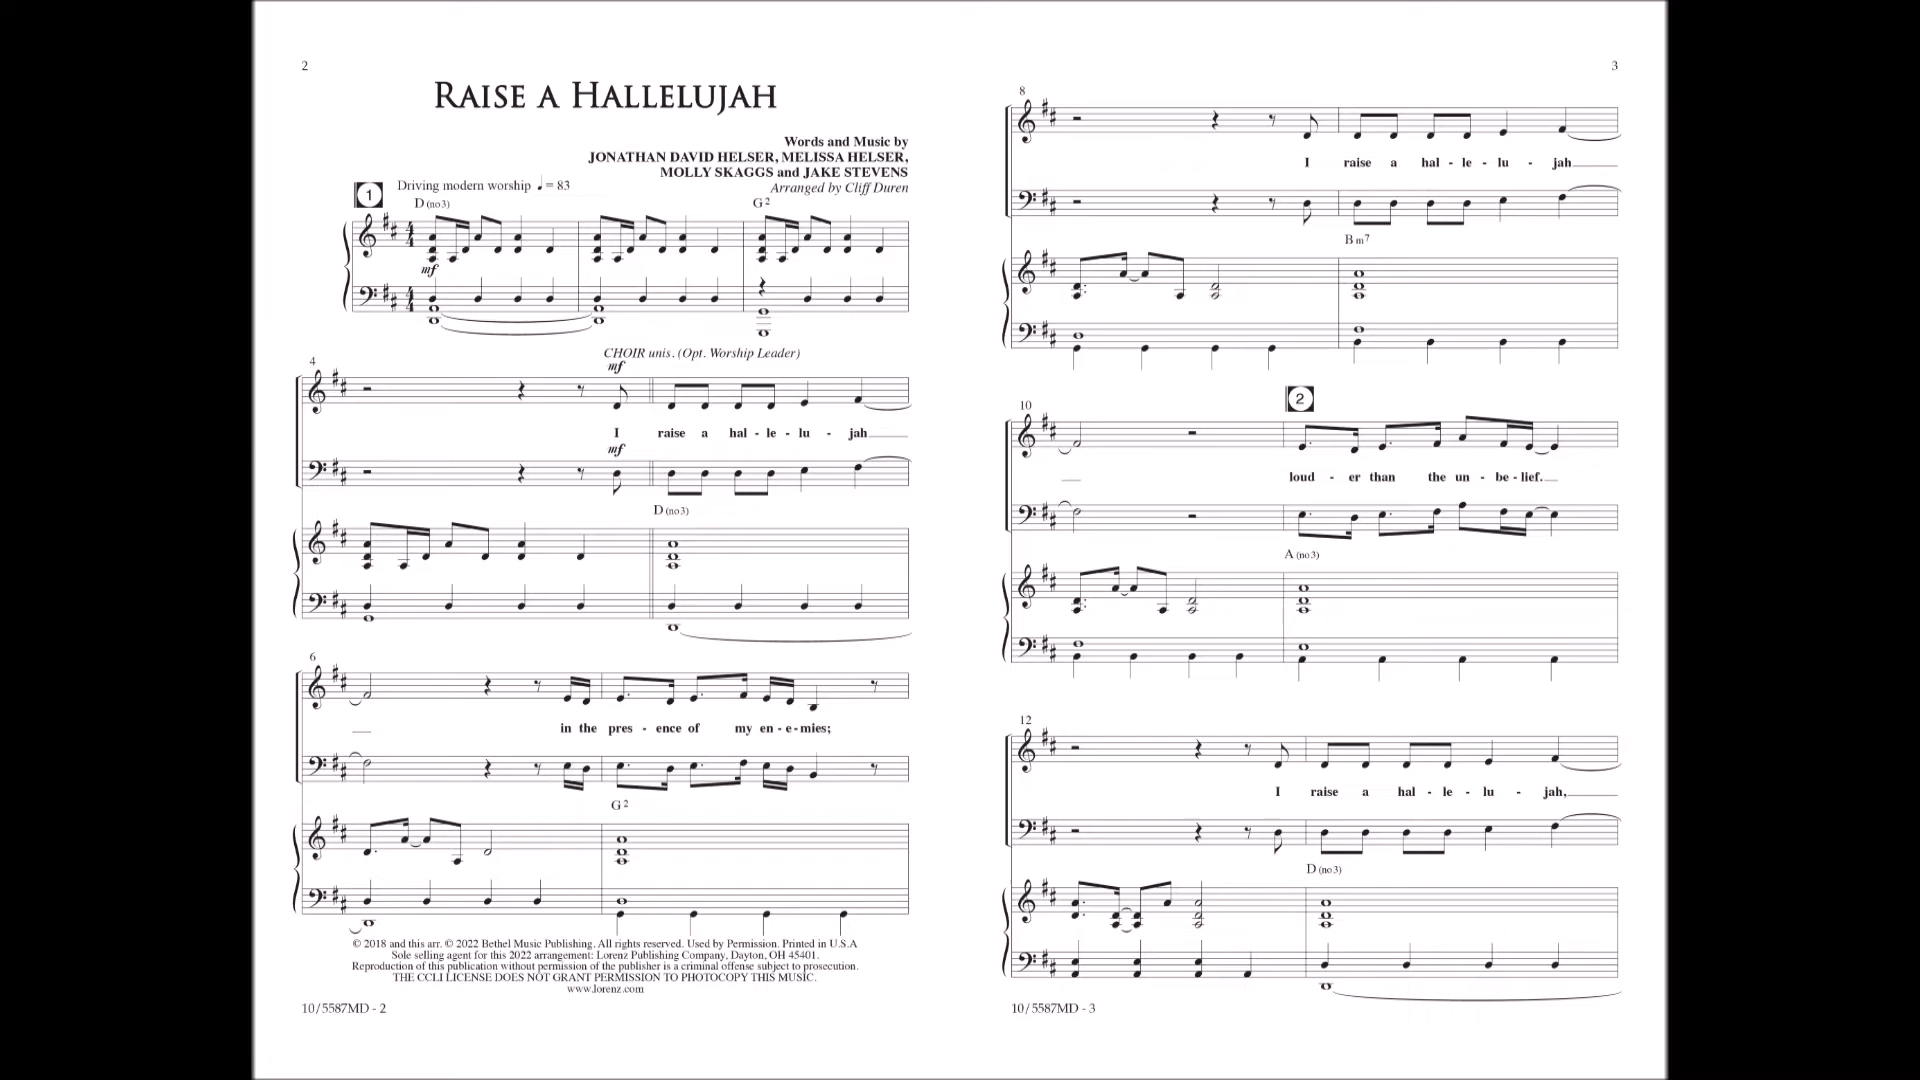 2
RAISE A HALLELUJAH
Words and Music by
JONATHAN DAVID HELSER, MELISSA HELSER,
MOLLY SKAGGS and JAKE STEVENS
Arranged by Cliff Duren
1
Driving modern worship ♩ = 83
D (no3) G 2
mf
4
CHOIR unis. (Opt. Worship Leader)
mf
I raise a hal - le - lu - jah
mf
D (no3)
6
in the pres - ence of my en - e - mies;
G 2
© 2018 and this arr. © 2022 Bethel Music Publishing. All rights reserved. Used by Permission. Printed in U.S.A
Sole selling agent for this 2022 arrangement: Lorenz Publishing Company, Dayton, OH 45401.
Reproduction of this publication without permission of the publisher is a criminal offense subject to prosecution.
THE CCLI LICENSE DOES NOT GRANT PERMISSION TO PHOTOCOPY THIS MUSIC.
www.lorenz.com
10/5587MD - 2
3
8
I raise a hal - le - lu - jah
B m7
10
2
loud - er than the un - be - lief.
A (no3)
12
I raise a hal - le - lu - jah,
D (no3)
10/5587MD - 3